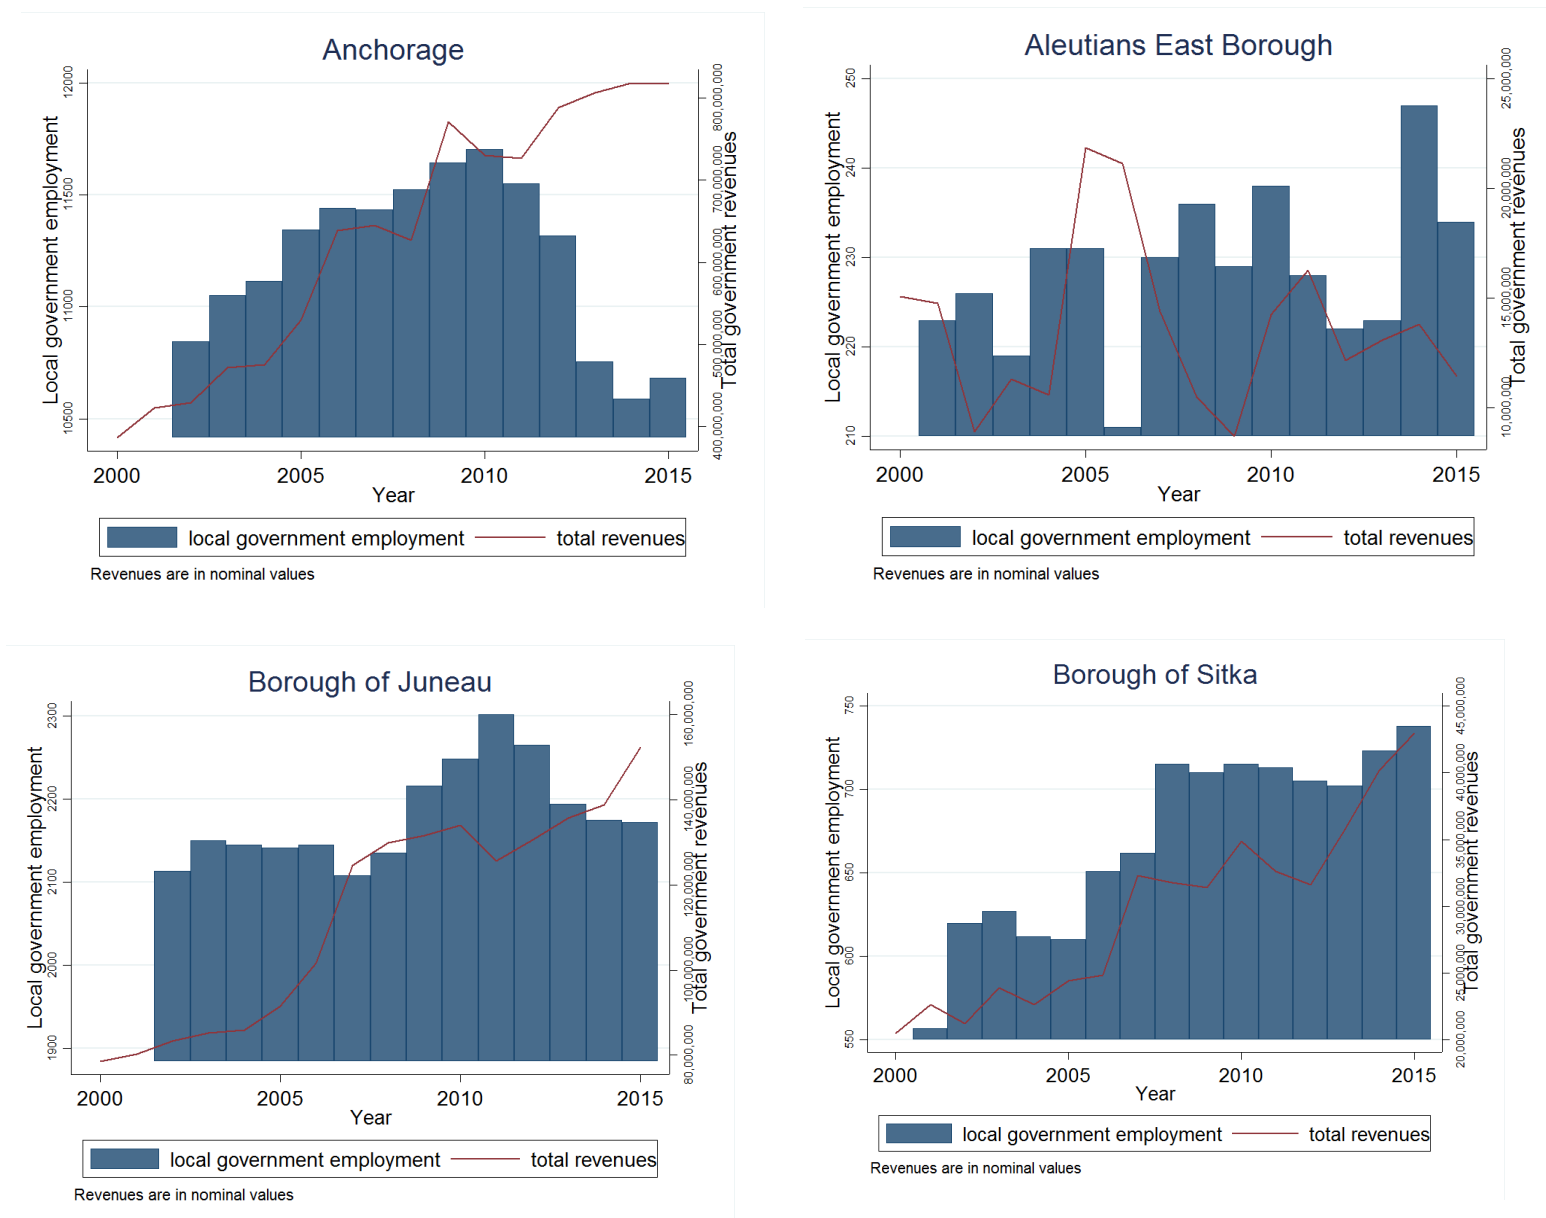 Anchorage
Local government employment
12000
11500
11000
10500
800,000,000
700,000,000
600,000,000
500,000,000
400,000,000
Total government revenues
2000 2005 2010 2015
Year
local government employment total revenues
Revenues are in nominal values
Aleutians East Borough
Local government employment
250
240
230
220
210
25,000,000
20,000,000
15,000,000
10,000,000
Total government revenues
2000 2005 2010 2015
Year
local government employment total revenues
Revenues are in nominal values
Borough of Juneau
Local government employment
2300
2200
2100
2000
1900
160,000,000
140,000,000
120,000,000
100,000,000
80,000,000
Total government revenues
2000 2005 2010 2015
Year
local government employment total revenues
Revenues are in nominal values
Borough of Sitka
Local government employment
750
700
650
600
550
45,000,000
40,000,000
35,000,000
30,000,000
25,000,000
20,000,000
Total government revenues
2000 2005 2010 2015
Year
local government employment total revenues
Revenues are in nominal values